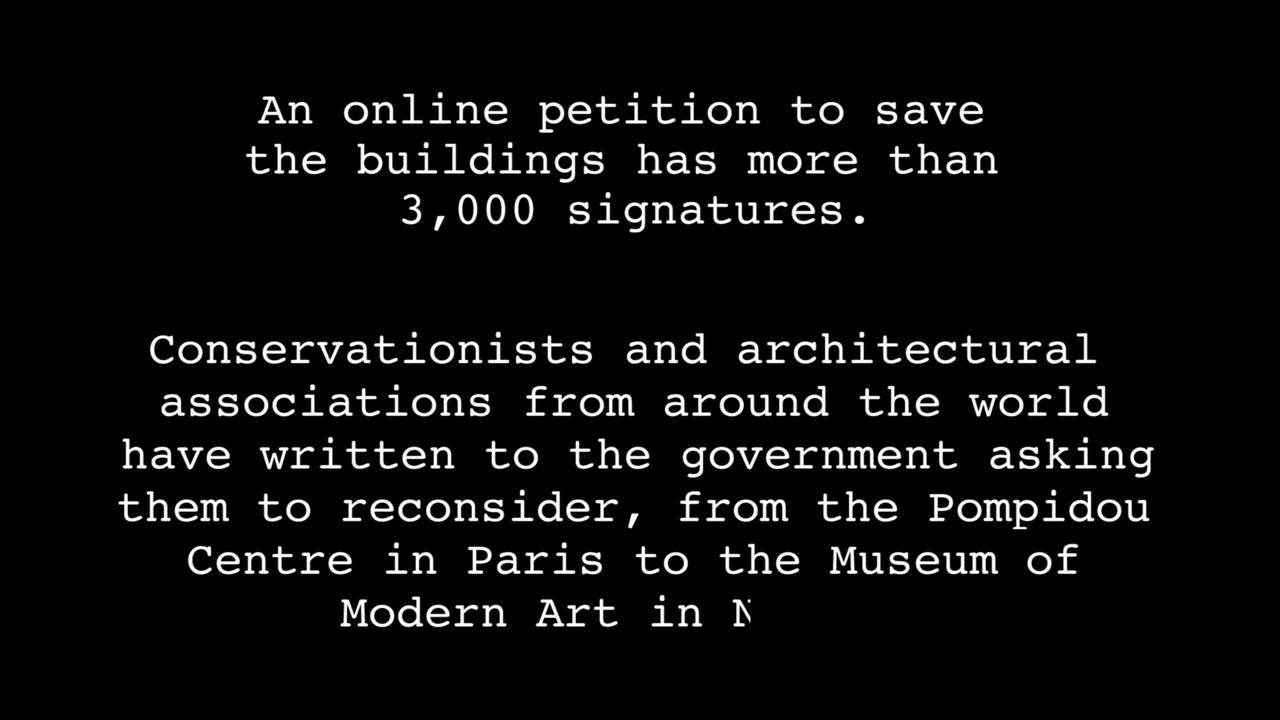 An online petition to save
the buildings has more than
3,000 signatures.
Conservationists and architectural
associations from around the world
have written to the government asking
them to reconsider, from the Pompidou
Centre in Paris to the Museum of
Modern Art in N